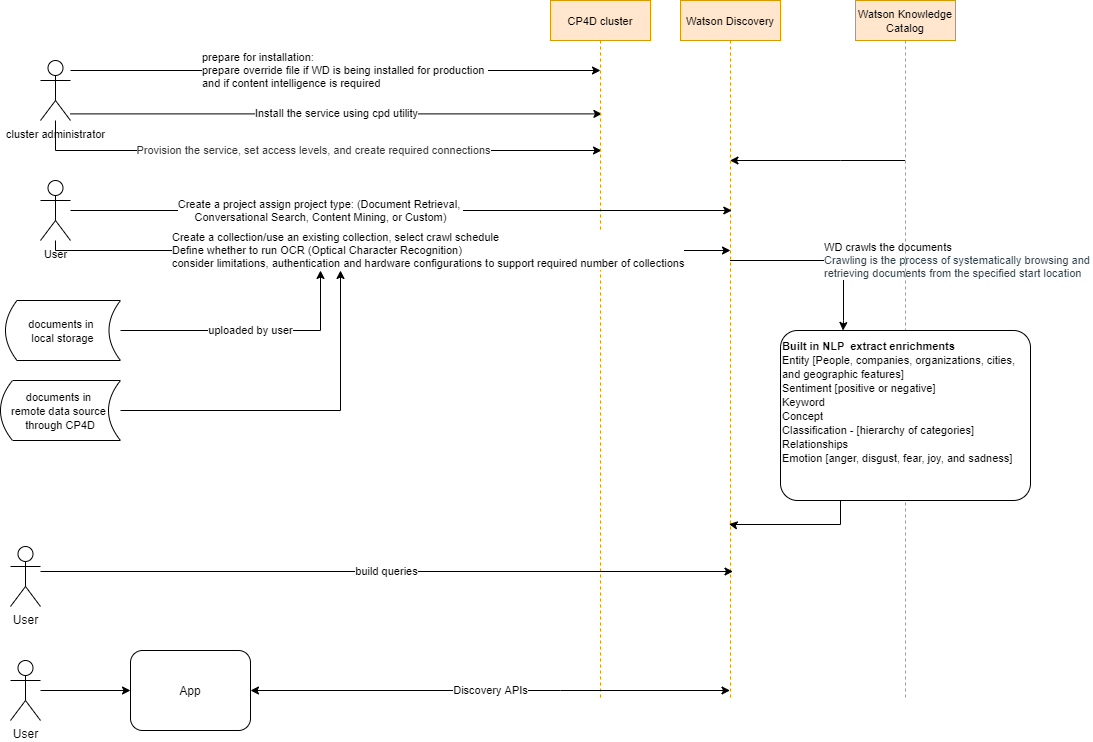 CP4D cluster
Watson Discovery
Watson Knowledge
Catalog
prepare for installation:
prepare override file if WD is being installed for production
and if content intelligence is required
Install the service using cpd utility
cluster administrator
Provision the service, set access levels, and create required connections
Create a project assign project type: (Document Retrieval,
Conversational Search, Content Mining, or Custom)
User
Create a collection/use an existing collection, select crawl schedule
Define whether to run OCR (Optical Character Recognition)
consider limitations, authentication and hardware configurations to support required number of collections
WD crawls the documents
Crawling is the process of systematically browsing and
retrieving documents from the specified start location
documents in
local storage
uploaded by user
documents in
remote data source
through CP4D
Built in NLP extract enrichments
Entity [People, companies, organizations, cities,
and geographic features]
Sentiment [positive or negative]
Keyword
Concept
Classification - [hierarchy of categories]
Relationships
Emotion [anger, disgust, fear, joy, and sadness]
build queries
User
App
Discovery APIs
User